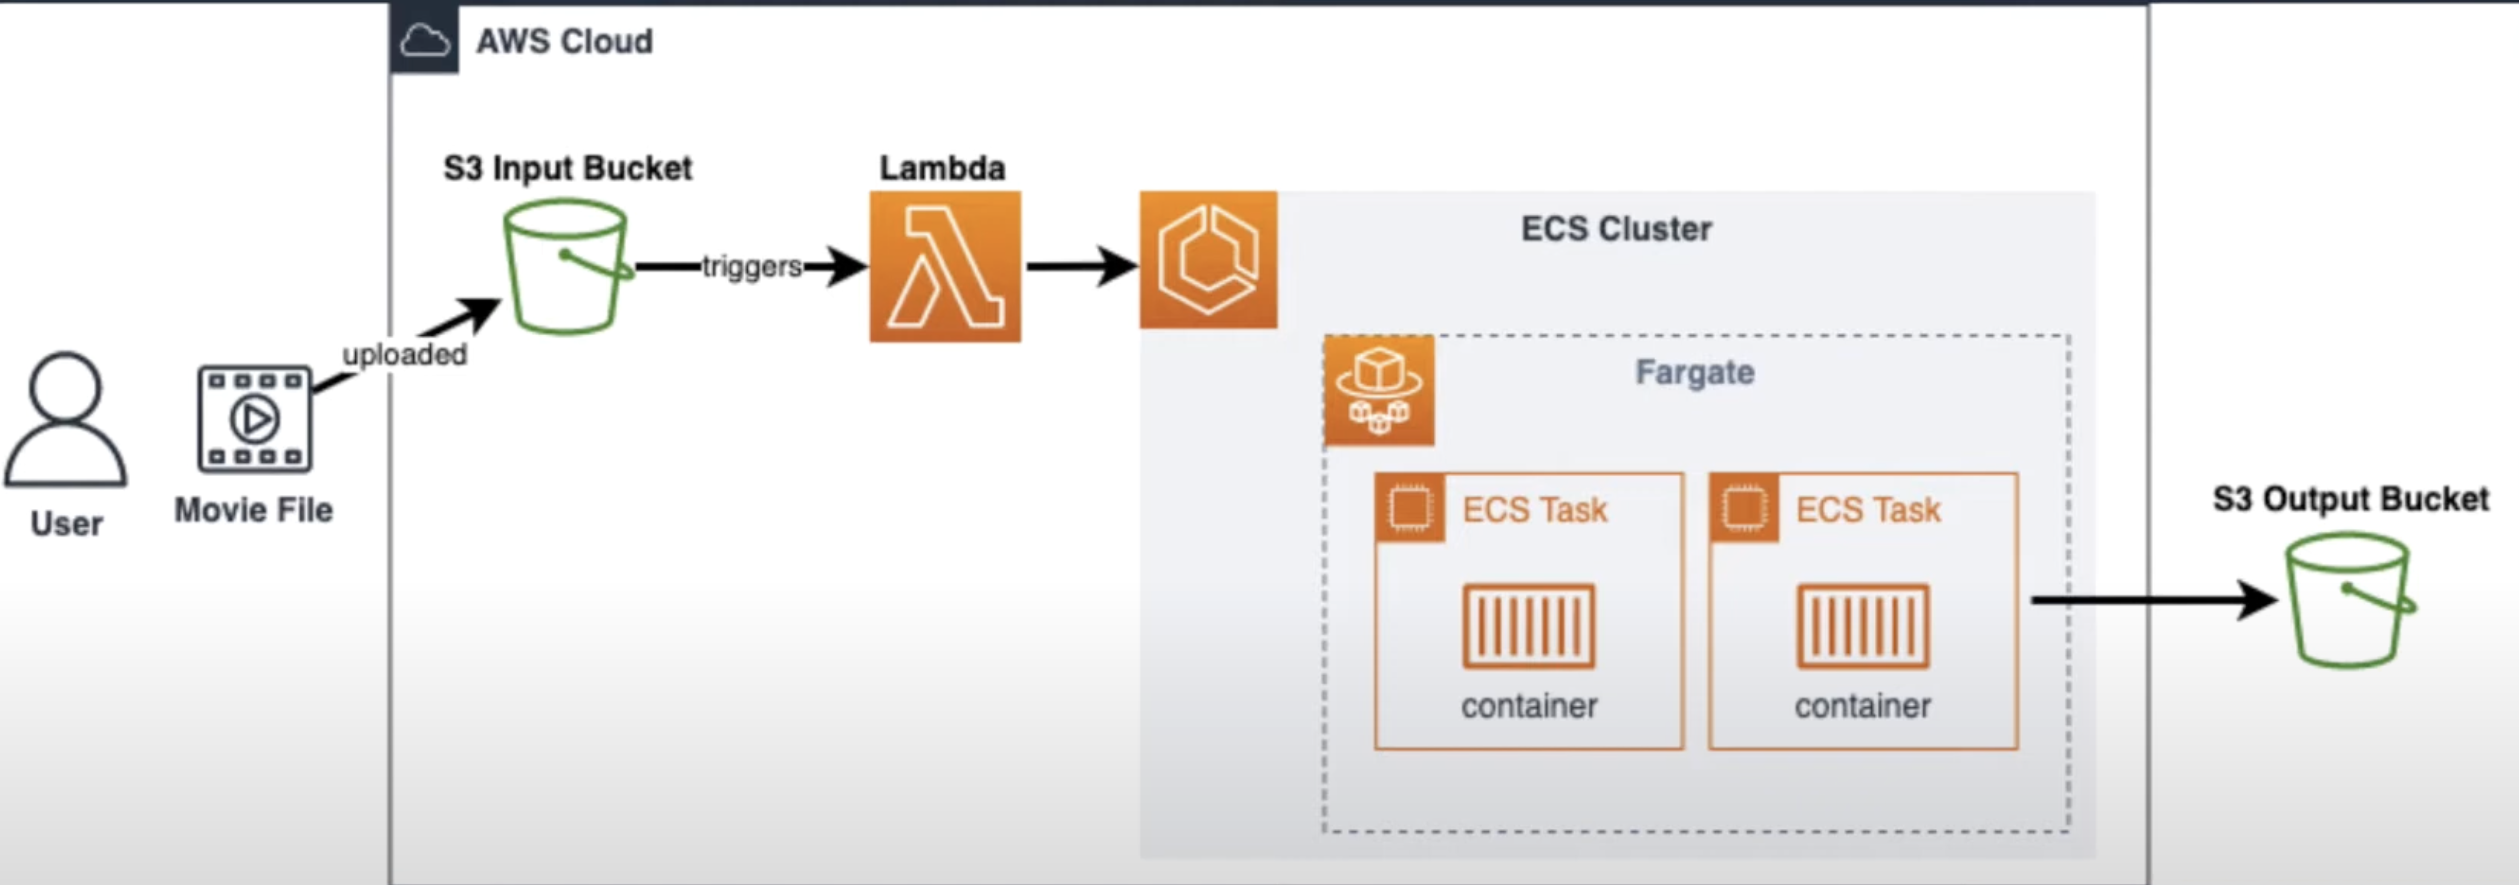 AWS Cloud
S3 Input Bucket
Lambda
triggers
ECS Cluster
uploaded
Fargate
User
Movie File
ECS Task
ECS Task
container
container
S3 Output Bucket